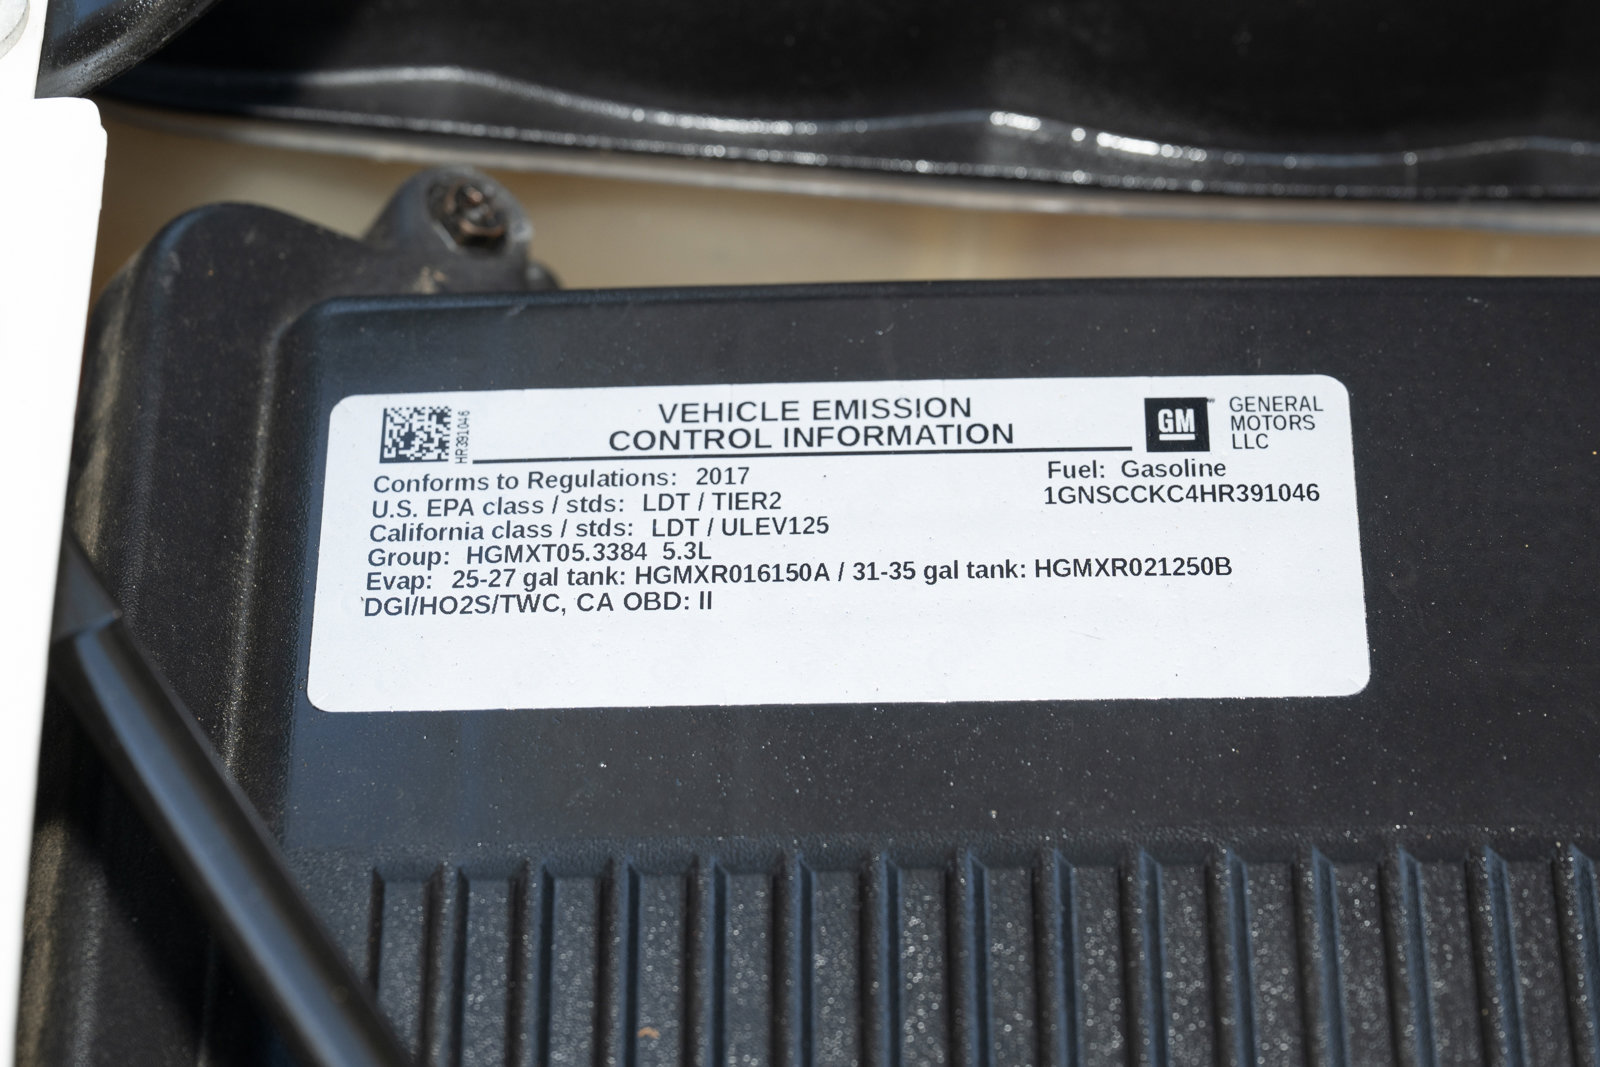 HR391046
VEHICLE EMISSION
CONTROL INFORMATION
GM
GENERAL
MOTORS
LLC
Conforms to Regulations: 2017
Fuel: Gasoline
U.S. EPA class / stds: LDT / TIER2
1GNSCCKC4HR391046
California class / stds: LDT / ULEV125
Group: HGMXT05.3384 5.3L
Evap: 25-27 gal tank: HGMXR016150A / 31-35 gal tank: HGMXR021250B
DGI/HO2S/TWC, CA OBD: II